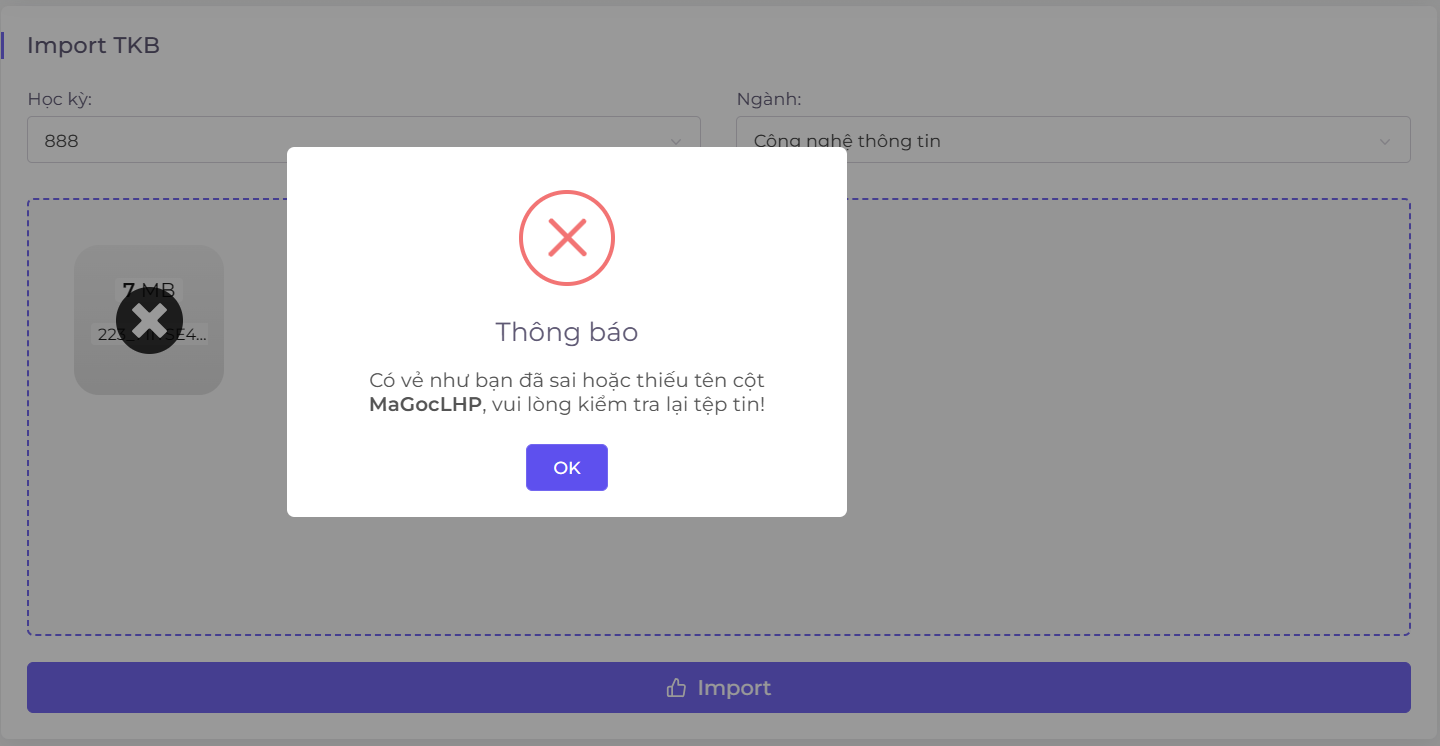 Import TKB
Học kỳ:
Ngành:
888
Công nghệ thông tin
7 MB
Thông báo
Có vẻ như bạn đã sai hoặc thiếu tên cột
MaGocLHP, vui lòng kiểm tra lại tệp tin!
OK
Import